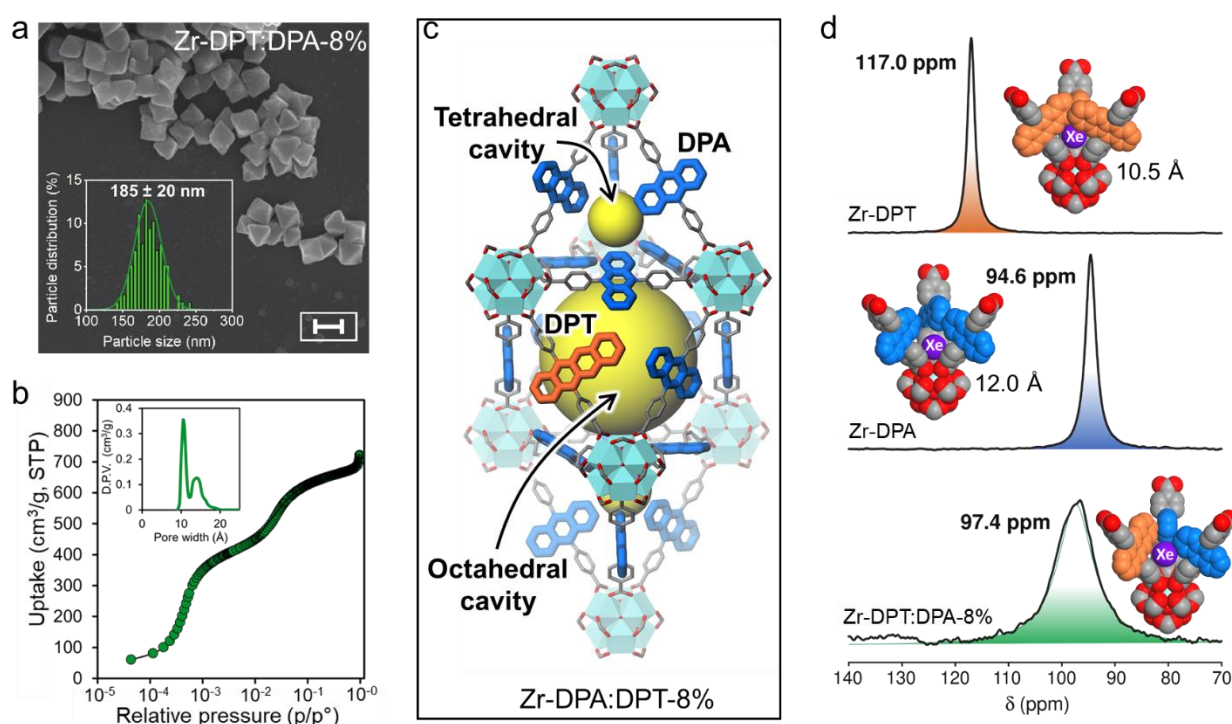 a
Zr-DPT:DPA-8%
185 ± 20 nm
Particle distribution (%)
15
10
5
0
100 150 200 250 300
Particle size (nm)
b
Uptake (cm³/g, STP)
900
800
700
600
500
400
300
200
100
0
D.P.V. (cm³/g)
0.4
0.3
0.2
0.1
0
0 10 20
Pore width (Å)
10⁻⁵ 10⁻⁴ 10⁻³ 10⁻² 10⁻¹ 10⁻⁰
Relative pressure (p/p°)
c
Tetrahedral
cavity
DPA
DPT
Octahedral
cavity
Zr-DPA:DPT-8%
d
117.0 ppm
Xe
10.5 Å
Zr-DPT
94.6 ppm
Xe
12.0 Å
Zr-DPA
97.4 ppm
Xe
Zr-DPT:DPA-8%
140 130 120 110 100 90 80 70
δ (ppm)